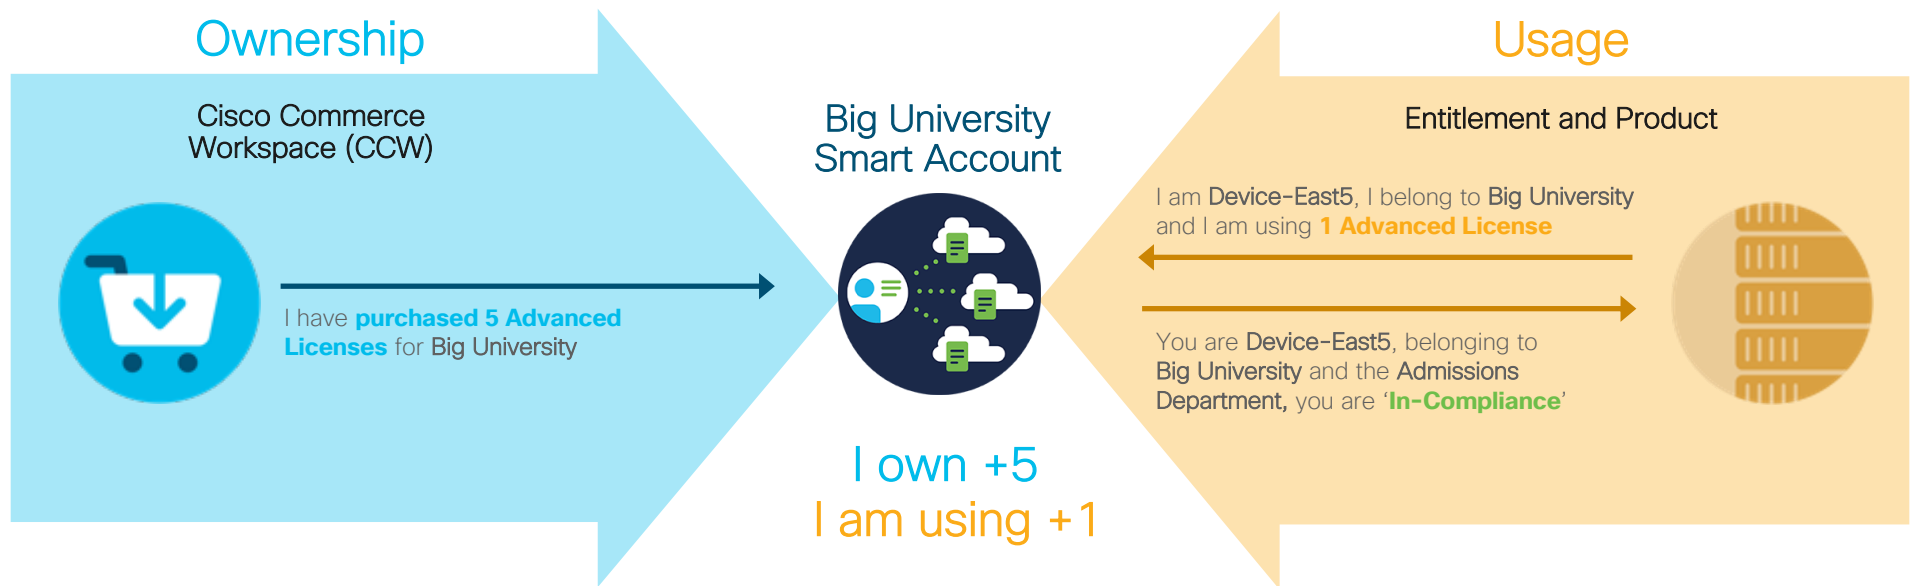 Ownership
Cisco Commerce
Workspace (CCW)
I have purchased 5 Advanced
Licenses for Big University
Big University
Smart Account
I own +5
I am using +1
Usage
Entitlement and Product
I am Device-East5, I belong to Big University
and I am using 1 Advanced License
You are Device-East5, belonging to
Big University and the Admissions
Department, you are ‘In-Compliance’